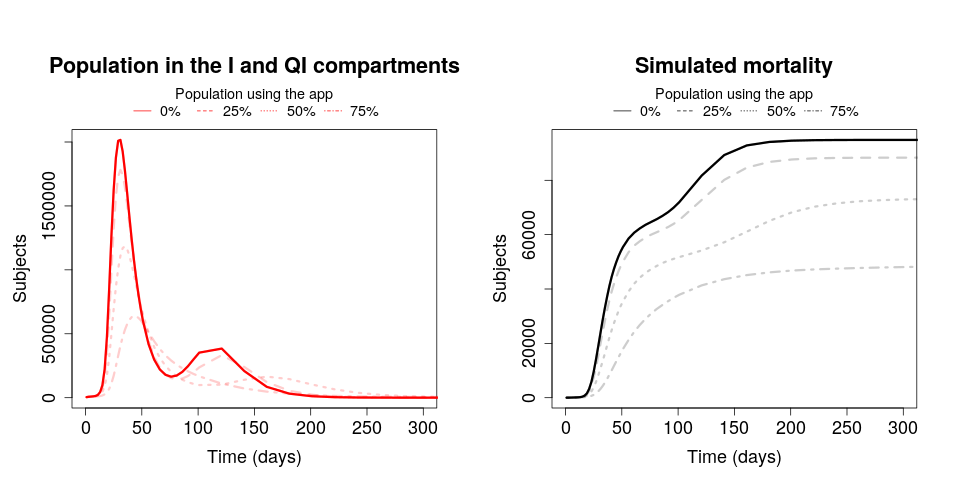 Population in the I and QI compartments
Population using the app
0% 25% 50% 75%
Subjects
0 500000 1500000
0 50 100 150 200 250 300
Time (days)
Simulated mortality
Population using the app
0% 25% 50% 75%
Subjects
0 20000 60000
0 50 100 150 200 250 300
Time (days)